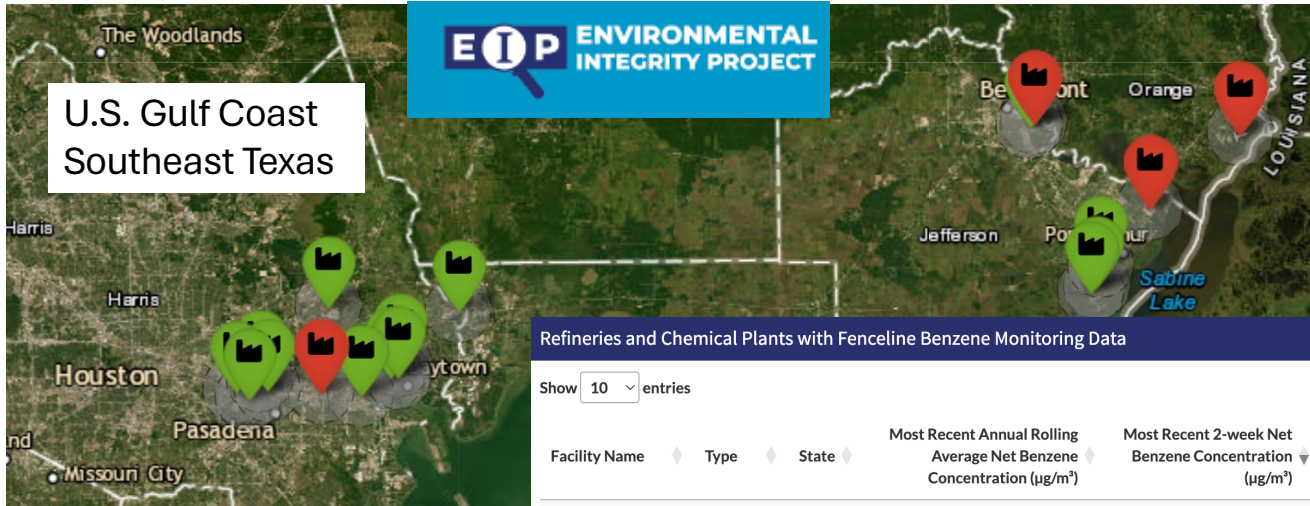 The Woodlands
EIP ENVIRONMENTAL
INTEGRITY PROJECT
U.S. Gulf Coast
Southeast Texas
Orange
LOUISIANA
Harris
Jefferson
Sabine
Lake
Harris
Houston
Pasadena
Missouri City
Refineries and Chemical Plants with Fenceline Benzene Monitoring Data
Show 10 entries
Facility Name
Type
State
Most Recent Annual Rolling
Average Net Benzene
Concentration (µg/m³)
Most Recent 2-week Net
Benzene Concentration
(µg/m³)